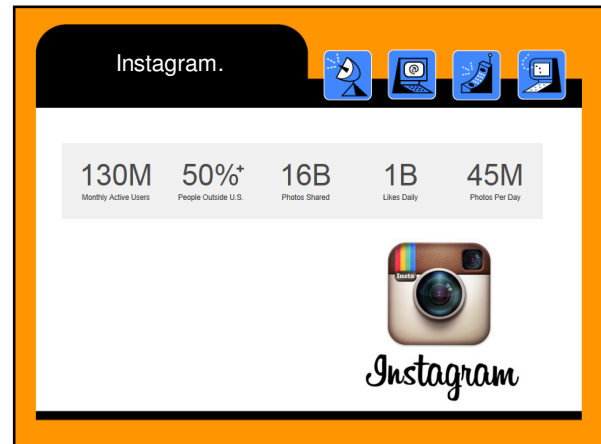 Instagram.
@
130M 50%+ 16B 1B 45M
Monthly Active Users People Outside U.S. Photos Shared Likes Daily Photos Per Day
Insta
Instagram